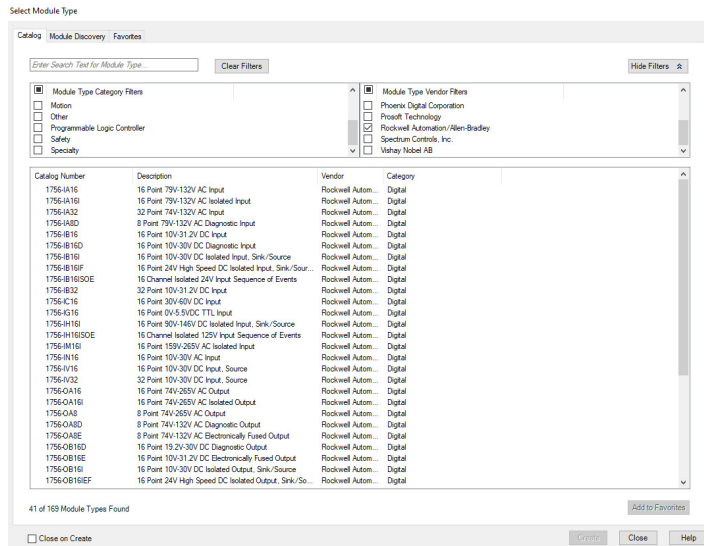 Select Module Type
Catalog Module Discovery Favorites
Enter Search Text for Module Type... Clear Filters Hide Filters
Module Type Category Filters Module Type Vendor Filters
Motion Phoenix Digital Corporation
Other Prosoft Technology
Programmable Logic Controller Rockwell Automation/Allen-Bradley
Safety Spectrum Controls, Inc.
Specialty Vishay Nobel AB
Catalog Number Description Vendor Category
1756-IA16 16 Point 79V-132V AC Input Rockwell Autom... Digital
1756-IA16I 16 Point 79V-132V AC Isolated Input Rockwell Autom... Digital
1756-IA32 32 Point 74V-132V AC Input Rockwell Autom... Digital
1756-IA8D 8 Point 79V-132V AC Diagnostic Input Rockwell Autom... Digital
1756-IB16 16 Point 10V-31.2V DC Input Rockwell Autom... Digital
1756-IB16D 16 Point 10V-30V DC Diagnostic Input Rockwell Autom... Digital
1756-IB16I 16 Point 10V-30V DC Isolated Input, Sink/Source Rockwell Autom... Digital
1756-IB16IF 16 Point 24V High Speed DC Isolated Input, Sink/Sour... Rockwell Autom... Digital
1756-IB16ISOE 16 Channel Isolated 24V Input Sequence of Events Rockwell Autom... Digital
1756-IB32 32 Point 10V-31.2V DC Input Rockwell Autom... Digital
1756-IC16 16 Point 30V-60V DC Input Rockwell Autom... Digital
1756-IG16 16 Point 0V-5.5VDC TTL Input Rockwell Autom... Digital
1756-IH16I 16 Point 90V-146V DC Isolated Input, Sink/Source Rockwell Autom... Digital
1756-IH16ISOE 16 Channel Isolated 125V Input Sequence of Events Rockwell Autom... Digital
1756-IM16I 16 Point 159V-265V AC Isolated Input Rockwell Autom... Digital
1756-IN16 16 Point 10V-30V AC Input Rockwell Autom... Digital
1756-IV16 16 Point 10V-30V DC Input, Source Rockwell Autom... Digital
1756-IV32 32 Point 10V-30V DC Input, Source Rockwell Autom... Digital
1756-OA16 16 Point 74V-265V AC Output Rockwell Autom... Digital
1756-OA16I 16 Point 74V-265V AC Isolated Output Rockwell Autom... Digital
1756-OA8 8 Point 74V-265V AC Output Rockwell Autom... Digital
1756-OA8D 8 Point 74V-132V AC Diagnostic Output Rockwell Autom... Digital
1756-OA8E 8 Point 74V-132V AC Electronically Fused Output Rockwell Autom... Digital
1756-OB16D 16 Point 19.2V-30V DC Diagnostic Output Rockwell Autom... Digital
1756-OB16E 16 Point 10V-31.2V DC Electronically Fused Output Rockwell Autom... Digital
1756-OB16I 16 Point 10V-30V DC Isolated Output, Sink/Source Rockwell Autom... Digital
1756-OB16IEF 16 Point 24V High Speed DC Isolated Output, Sink/So... Rockwell Autom... Digital
41 of 169 Module Types Found Add to Favorites
Close on Create Create Close Help